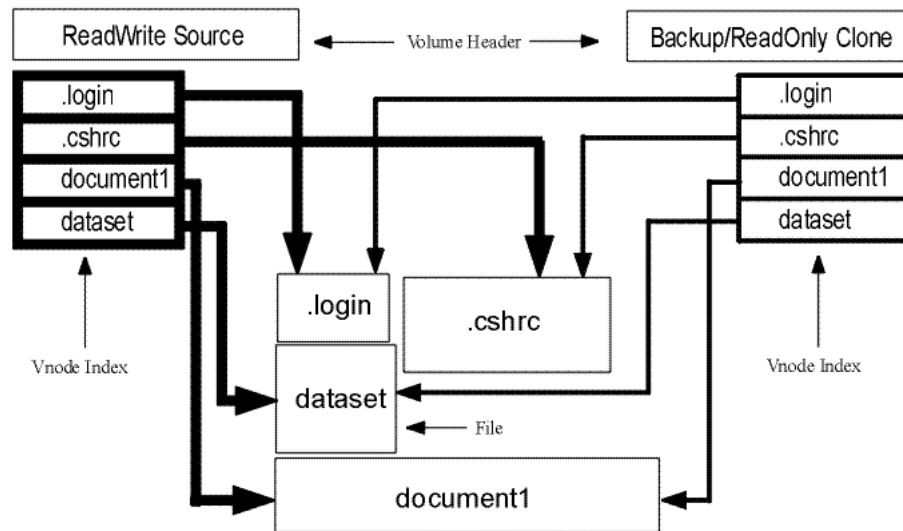 ReadWrite Source
Volume Header
Backup/ReadOnly Clone
.login
.cshrc
document1
dataset
.login
.cshrc
document1
dataset
.login
.cshrc
Vnode Index
Vnode Index
dataset
File
document1